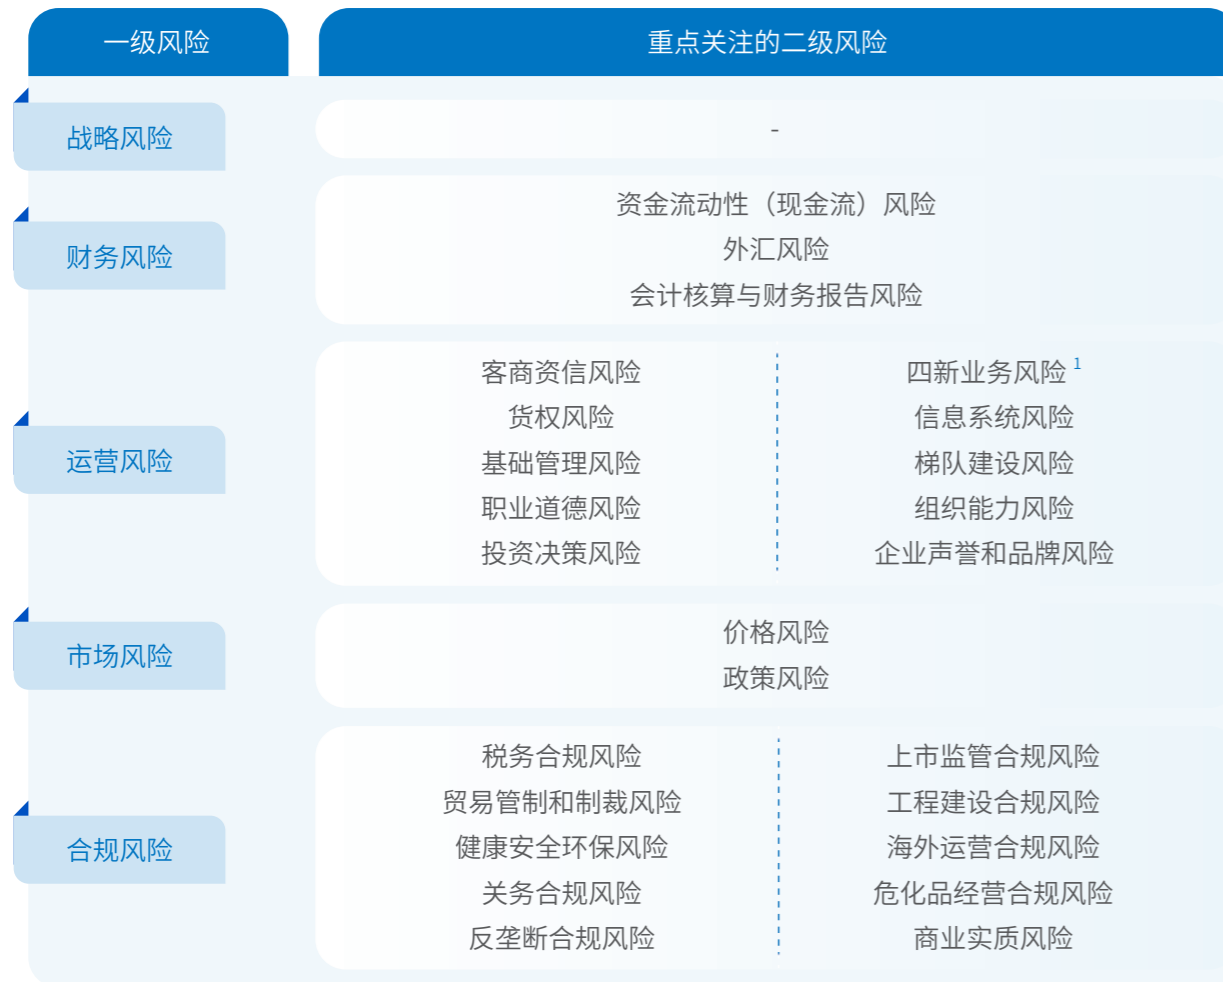 一级风险
重点关注的二级风险
战略风险
-
财务风险
资金流动性（现金流）风险
外汇风险
会计核算与财务报告风险
运营风险
客商资信风险
货权风险
基础管理风险
职业道德风险
投资决策风险
四新业务风险 1
信息系统风险
梯队建设风险
组织能力风险
企业声誉和品牌风险
市场风险
价格风险
政策风险
合规风险
税务合规风险
贸易管制和制裁风险
健康安全环保风险
关务合规风险
反垄断合规风险
上市监管合规风险
工程建设合规风险
海外运营合规风险
危化品经营合规风险
商业实质风险